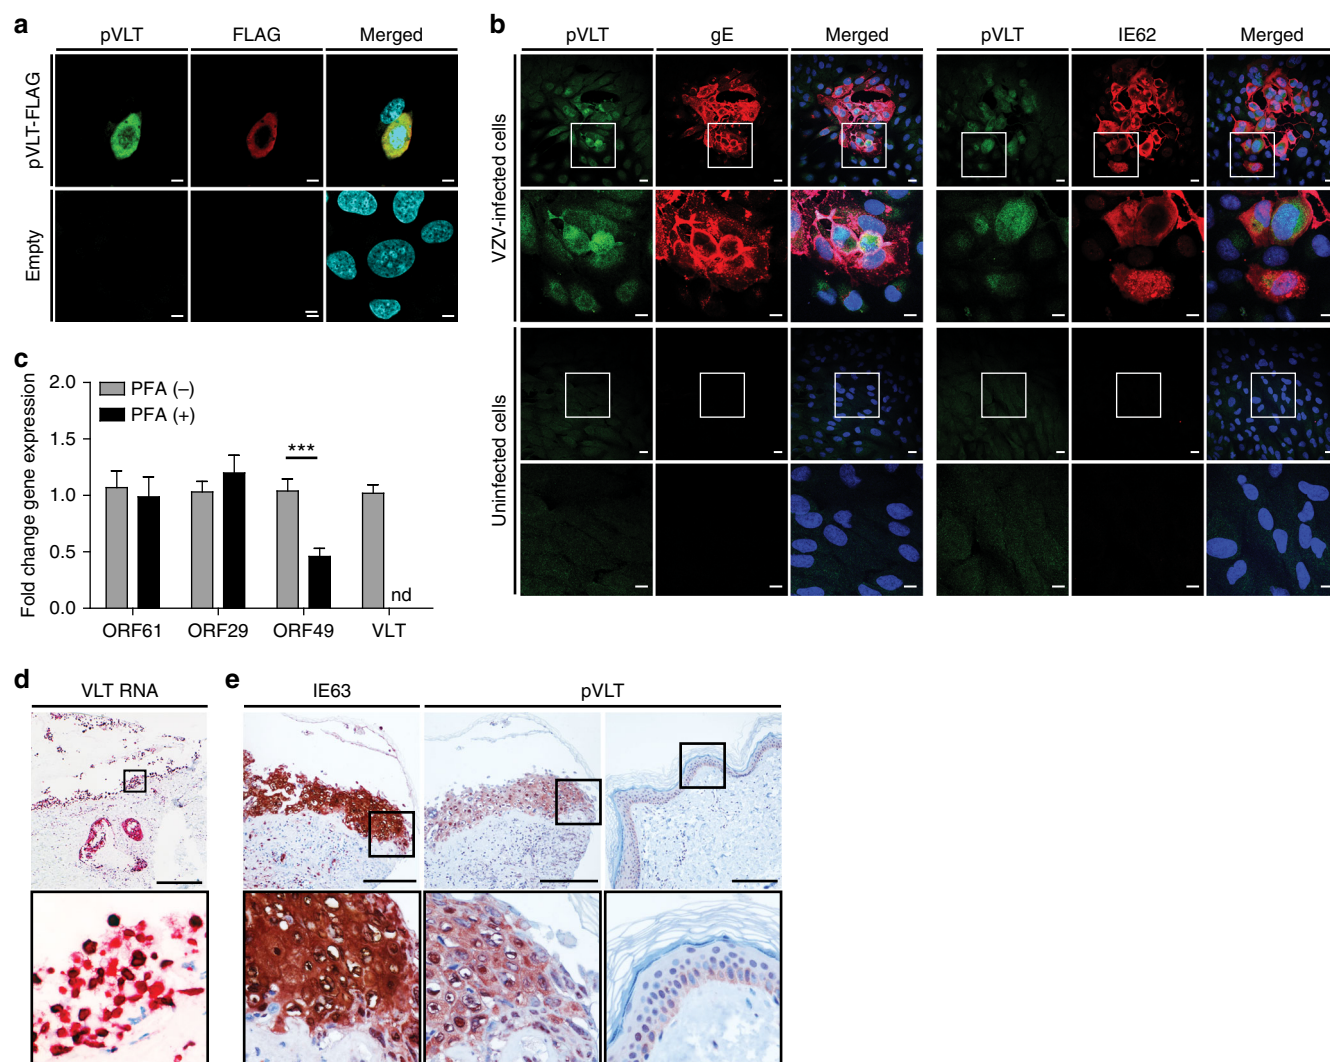 a
pVLT FLAG Merged
pVLT-FLAG
Empty
b
pVLT gE Merged pVLT IE62 Merged
VZV-infected cells
Uninfected cells
c
Fold change gene expression
2.0
1.5
1.0
0.5
0.0
PFA (–)
PFA (+)
***
nd
ORF61 ORF29 ORF49 VLT
d
VLT RNA
e
IE63 pVLT